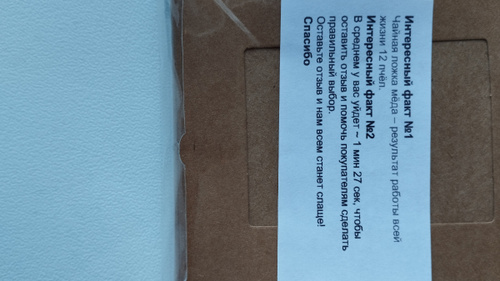 Интересный факт №1
Чайная ложка мёда – результат работы всей
жизни 12 пчёл.
Интересный факт №2
В среднем у вас уйдет ~ 1 мин 27 сек, чтобы
оставить отзыв и помочь покупателям сделать
правильный выбор.
Оставьте отзыв и нам всем станет слаще!
Спасибо